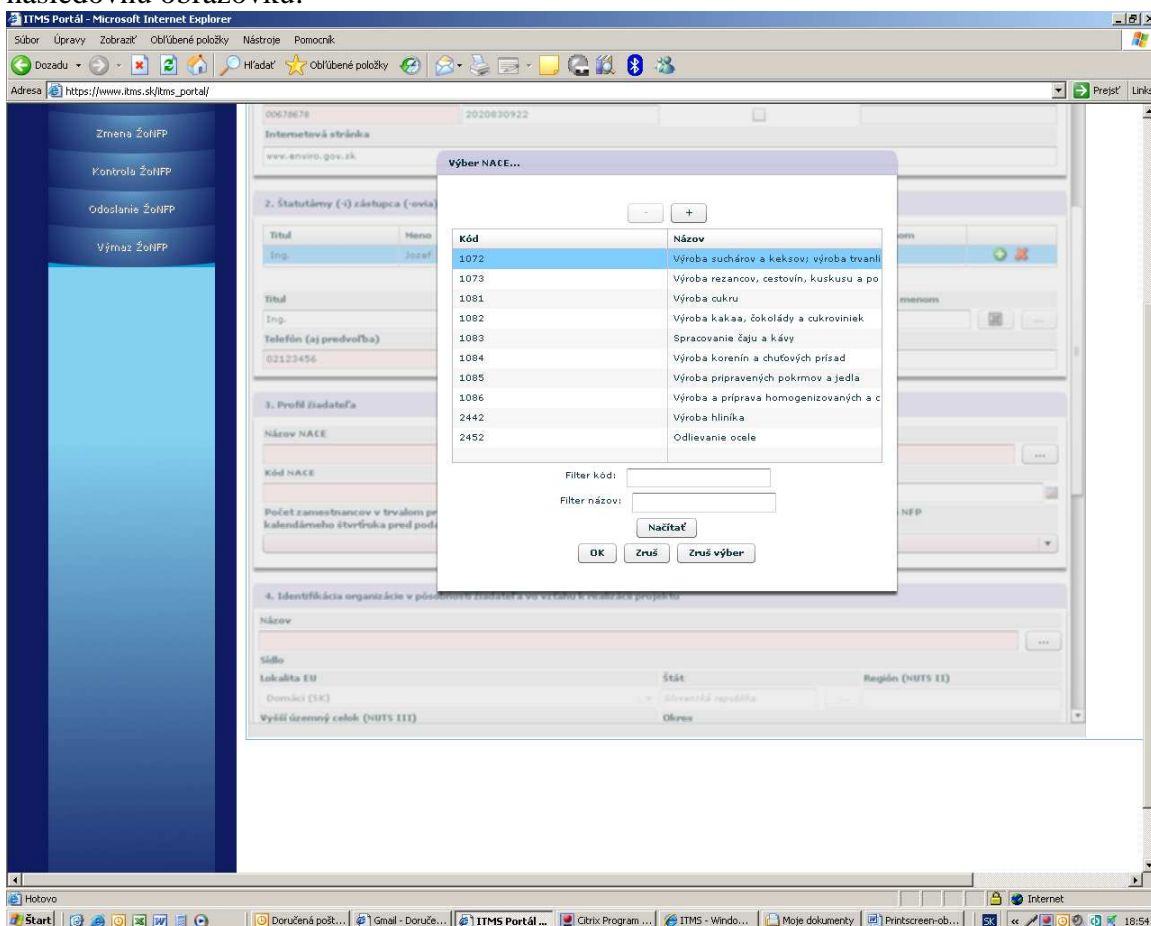 následovnú obrazovku:
ITMS Portál - Microsoft Internet Explorer
Súbor Úpravy Zobraziť Obľúbené položky Nástroje Pomocník
Dozadu Hľadať Obľúbené položky
Adresa https://www.itms.sk/itms_portal/ Prejsť Links
Zmena ŽoNFP
Kontrola ŽoNFP
Odoslanie ŽoNFP
Výmaz ŽoNFP
00678678 2020830922
Internetová stránka
www.enviro.gov.sk
2. Štatutárny (-i) zástupca (-ovia)
Titul Meno
Ing. Jozef
Titul menom
Ing. ...
Telefón (aj predvoľba)
02123456
3. Profil žiadateľa
Názov NACE
...
Kód NACE
Počet zamestnancov v trvalom NFP
kalendárneho štvrťroka pred
4. Identifikácia organizácie v pôsobnosti žiadateľa vo vzťahu k realizácii projektu
Názov
...
Sídlo
Lokalita EU Štát Región (NUTS II)
Domáci (SK) Slovenská republika ...
Vyšší územný celok (NUTS III) Okres
Výber NACE...
- +
Kód Názov
1072 Výroba suchárov a keksov; výroba trvanli
1073 Výroba rezancov, cestovín, kuskusu a po
1081 Výroba cukru
1082 Výroba kakaa, čokolády a cukroviniek
1083 Spracovanie čaju a kávy
1084 Výroba korenín a chuťových prísad
1085 Výroba pripravených pokrmov a jedla
1086 Výroba a príprava homogenizovaných a c
2442 Výroba hliníka
2452 Odlievanie ocele
Filter kód:
Filter názov:
Načítať
OK Zruš Zruš výber
Hotovo Internet
Štart Doručená pošt... Gmail - Doruče... ITMS Portál ... Citrix Program ... ITMS - Windo... Moje dokumenty Printscreen-ob... SK « 18:54